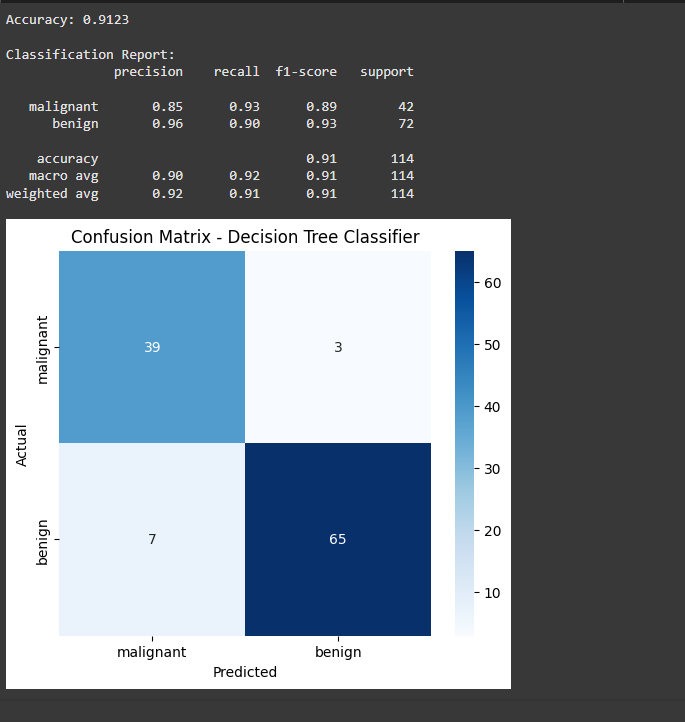 Accuracy: 0.9123
Classification Report:
precision recall f1-score support
malignant 0.85 0.93 0.89 42
benign 0.96 0.90 0.93 72
accuracy 0.91 114
macro avg 0.90 0.92 0.91 114
weighted avg 0.92 0.91 0.91 114
Confusion Matrix - Decision Tree Classifier
60
50
40
30
20
10
Actual
malignant
benign
39 3
7 65
malignant benign
Predicted